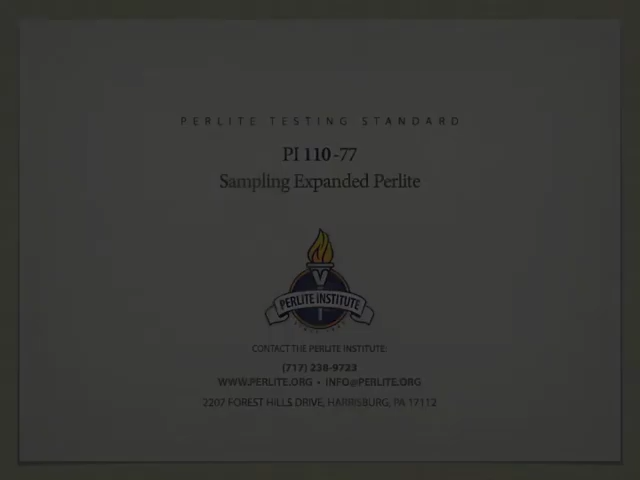 PERLITE TESTING STANDARD
PI 110-77
Sampling Expanded Perlite
PERLITE INSTITUTE
CONTACT THE PERLITE INSTITUTE:
(717) 238-9723
WWW.PERLITE.ORG • INFO@PERLITE.ORG
2207 FOREST HILLS DRIVE, HARRISBURG, PA 17112